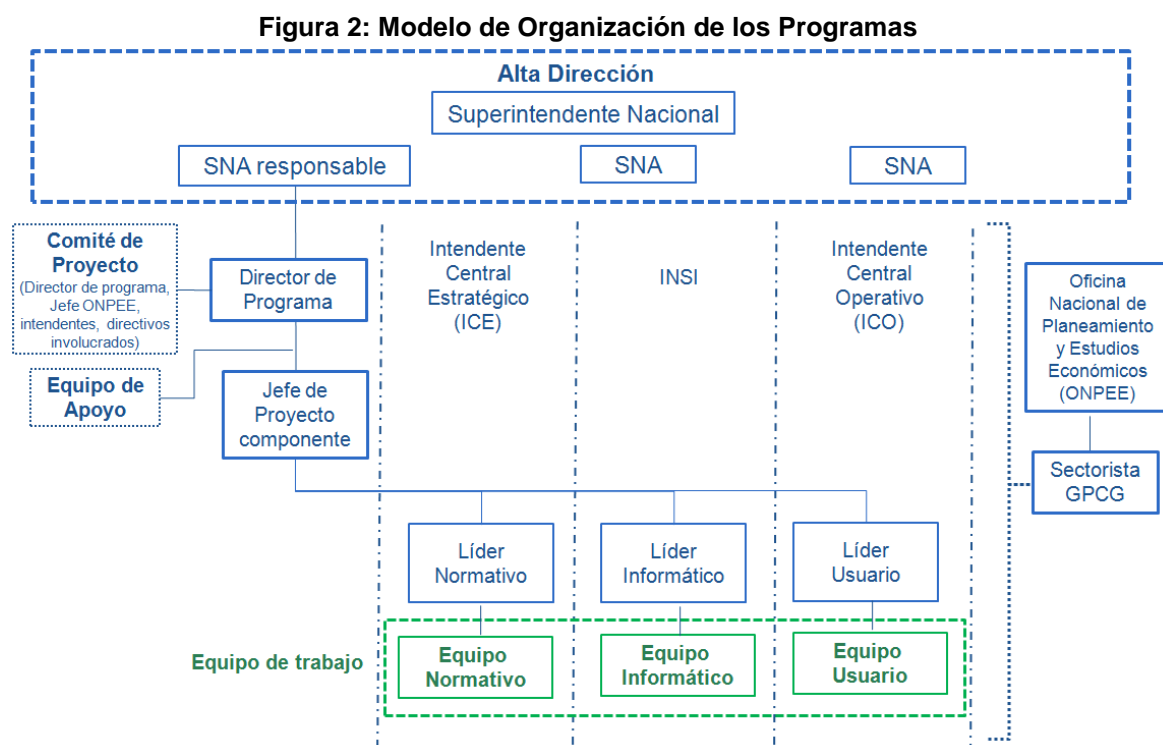 Figura 2: Modelo de Organización de los Programas
Alta Dirección
Superintendente Nacional
SNA responsable
SNA
SNA
Comité de
Proyecto
(Director de programa,
Jefe ONPEE,
intendentes, directivos
involucrados)
Director de
Programa
Intendente
Central
Estratégico
(ICE)
INSI
Intendente
Central
Operativo
(ICO)
Oficina
Nacional de
Planeamiento
y Estudios
Económicos
(ONPEE)
Equipo de
Apoyo
Jefe de
Proyecto
componente
Sectorista
GPCG
Líder
Normativo
Líder
Informático
Líder
Usuario
Equipo de trabajo
Equipo
Normativo
Equipo
Informático
Equipo
Usuario